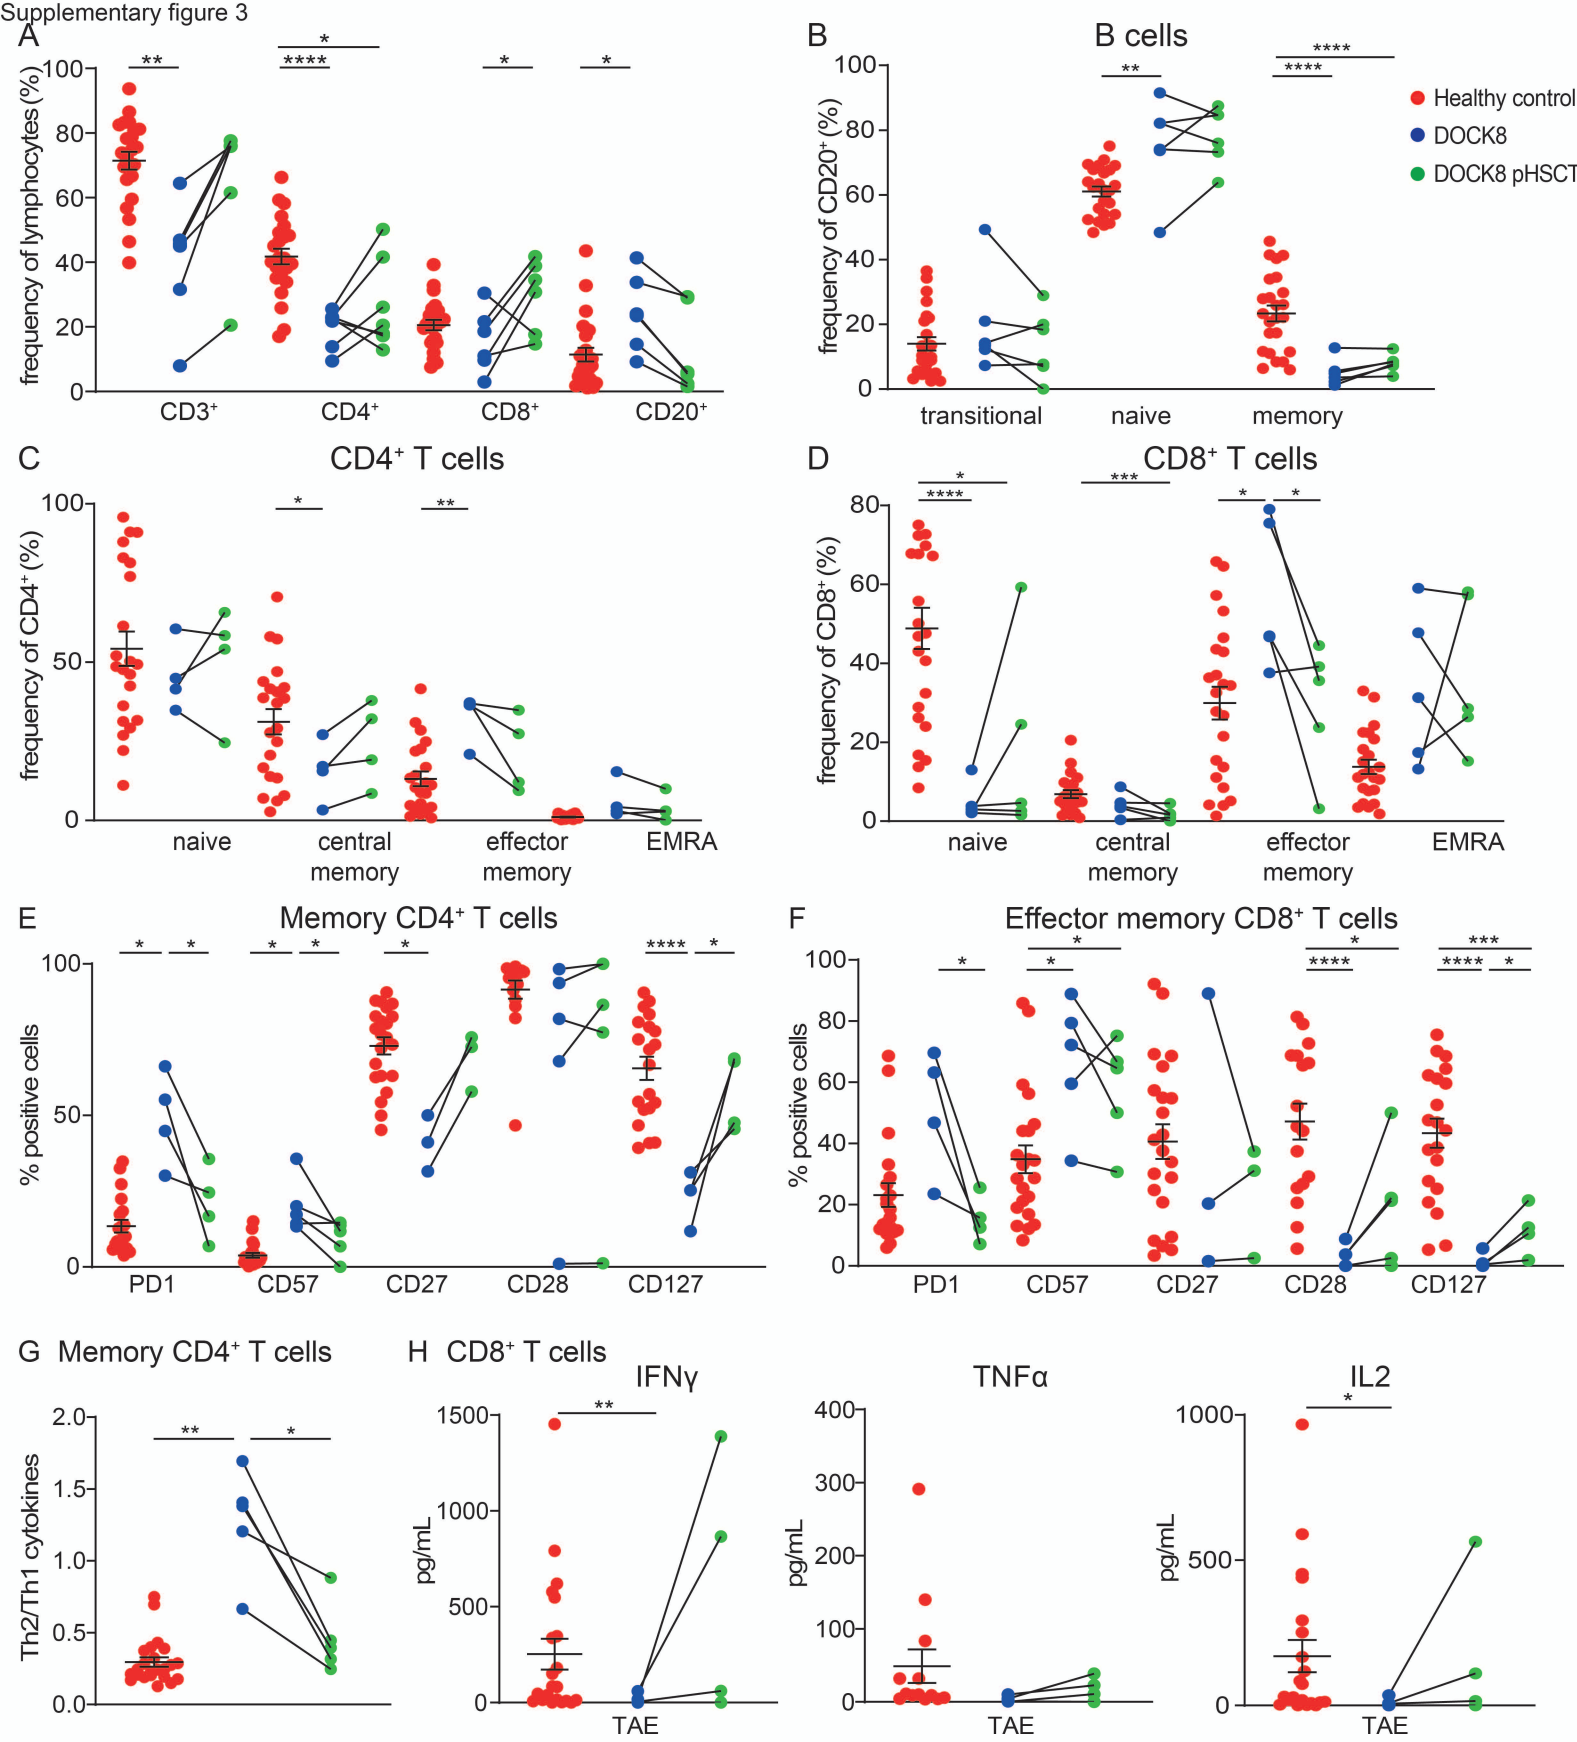 Supplementary figure 3
A
** * **** * *
frequency of lymphocytes (%)
100
80
60
40
20
0
CD3⁺ CD4⁺ CD8⁺ CD20⁺
B B cells
** **** ****
frequency of CD20⁺ (%)
100
80
60
40
20
0
transitional naive memory
Healthy control
DOCK8
DOCK8 pHSCT
C CD4⁺ T cells
* **
frequency of CD4⁺ (%)
100
50
0
naive central memory effector memory EMRA
D CD8⁺ T cells
* **** *** * *
frequency of CD8⁺ (%)
80
60
40
20
0
naive central memory effector memory EMRA
E Memory CD4⁺ T cells
* * * * * **** *
% positive cells
100
50
0
PD1 CD57 CD27 CD28 CD127
F Effector memory CD8⁺ T cells
* * * * **** *** **** *
% positive cells
100
80
60
40
20
0
PD1 CD57 CD27 CD28 CD127
G Memory CD4⁺ T cells
** *
Th2/Th1 cytokines
2.0
1.5
1.0
0.5
0.0
H CD8⁺ T cells
IFNγ
**
pg/mL
1500
1000
500
0
TAE
TNFα
pg/mL
400
300
200
100
0
TAE
IL2
*
pg/mL
1000
500
0
TAE